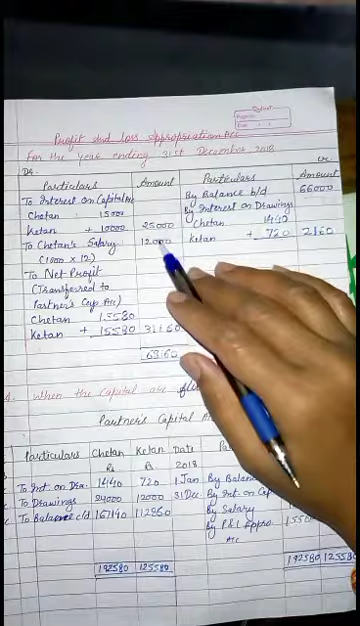 Profit and loss Appropriation A/c
For the year ending 31st December 2018
Dr. Cr.
Particulars Amount Particulars Amount
To Interest on Capital A/c By Balance b/d 66000
Chetan 15000 By Interest on Drawings
Ketan + 10000 25000 Chetan 1440
To Chetan's Salary 12000 Ketan + 720 2160
(1000 x 12)
To Net Profit
(Transferred to
Partner's Cap A/c)
Chetan 15580
Ketan + 15580 31160
When the Capital are
Partner's Capital A
Particulars Chetan Ketan Date
Rs Rs 2018
To Int. on Dra. 1440 720 1 Jan By Balance
To Drawings 24000 12000 31 Dec. By Int. on Cap
To Balance c/d 167140 112860 By Salary
By P&L Appro.
A/c
192580 125580 192580 12558